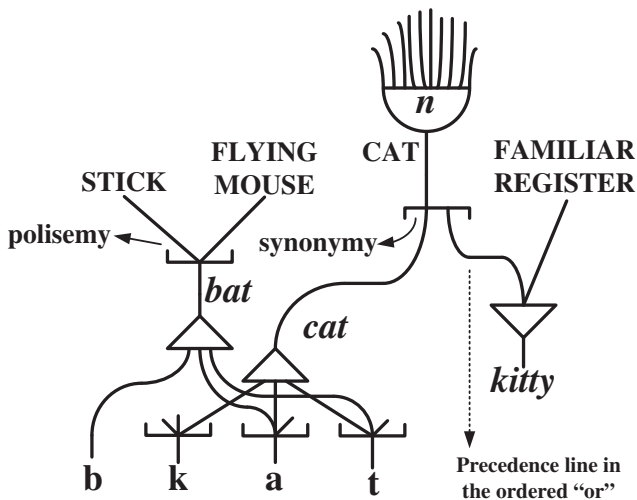 n
CAT
FAMILIAR
REGISTER
FLYING
MOUSE
STICK
polisemy
synonymy
bat
cat
kitty
b
k
a
t
Precedence line in
the ordered “or”